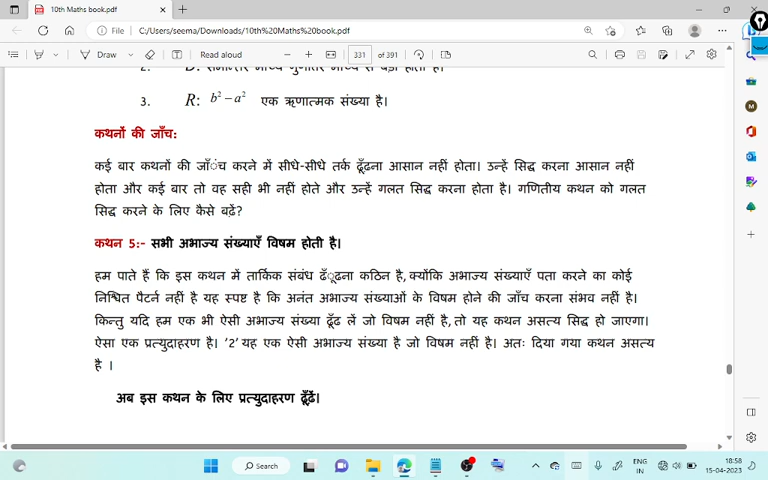 10th Maths book.pdf
File C:/Users/seema/Downloads/10th%20Maths%20book.pdf
Draw Read aloud 331 of 391
2. D: समान्तर माध्य गुणोतर माध्य से बड़ा होता है।
3. R: b² − a² एक ऋणात्मक संख्या है।
कथनों की जाँच:
कई बार कथनों की जाँंच करने में सीधे-सीधे तर्क ढूँढना आसान नहीं होता। उन्हें सिद्ध करना आसान नहीं
होता और कई बार तो वह सही भी नहीं होते और उन्हें गलत सिद्ध करना होता है। गणितीय कथन को गलत
सिद्ध करने के लिए कैसे बढ़ें?
कथन 5:- सभी अभाज्य संख्याएँ विषम होती है।
हम पाते हैं कि इस कथन में तार्किक संबंध ढँूढना कठिन है, क्योंकि अभाज्य संख्याएँ पता करने का कोई
निश्चित पैटर्न नहीं है यह स्पष्ट है कि अनंत अभाज्य संख्याओं के विषम होने की जाँच करना संभव नहीं है।
किन्तु यदि हम एक भी ऐसी अभाज्य संख्या ढूँढ लें जो विषम नहीं है, तो यह कथन असत्य सिद्ध हो जाएगा।
ऐसा एक प्रत्युदाहरण है। '2' यह एक ऐसी अभाज्य संख्या है जो विषम नहीं है। अतः दिया गया कथन असत्य
है ।
अब इस कथन के लिए प्रत्युदाहरण ढूँढ़ें।
Search
ENG
IN
18:58
15-04-2023